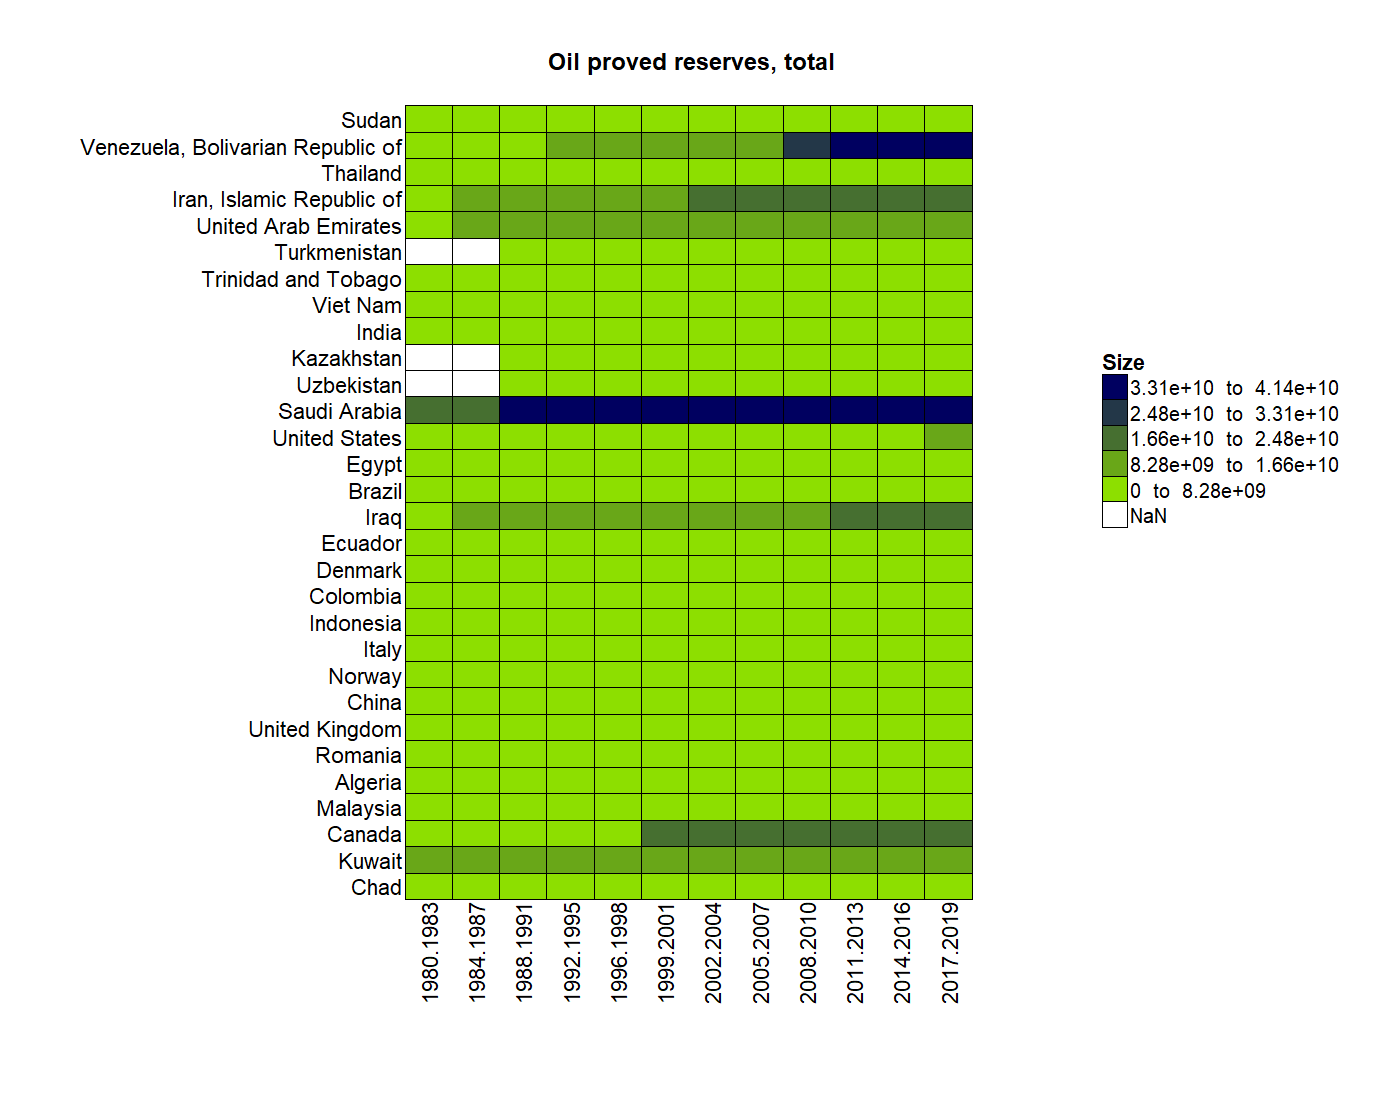 Oil proved reserves, total
Sudan
Venezuela, Bolivarian Republic of
Thailand
Iran, Islamic Republic of
United Arab Emirates
Turkmenistan
Trinidad and Tobago
Viet Nam
India
Kazakhstan
Uzbekistan
Saudi Arabia
United States
Egypt
Brazil
Iraq
Ecuador
Denmark
Colombia
Indonesia
Italy
Norway
China
United Kingdom
Romania
Algeria
Malaysia
Canada
Kuwait
Chad
1980.1983
1984.1987
1988.1991
1992.1995
1996.1998
1999.2001
2002.2004
2005.2007
2008.2010
2011.2013
2014.2016
2017.2019
Size
3.31e+10 to 4.14e+10
2.48e+10 to 3.31e+10
1.66e+10 to 2.48e+10
8.28e+09 to 1.66e+10
0 to 8.28e+09
NaN